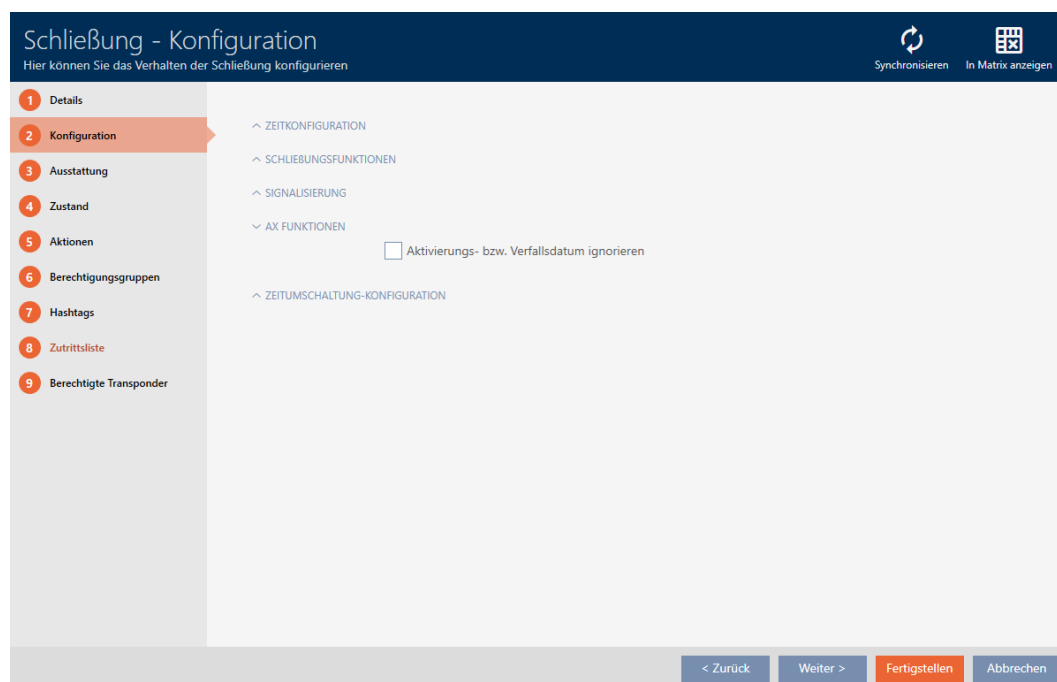 Schließung - Konfiguration
Hier können Sie das Verhalten der Schließung konfigurieren
Synchronisieren
In Matrix anzeigen
1 Details
2 Konfiguration
3 Ausstattung
4 Zustand
5 Aktionen
6 Berechtigungsgruppen
7 Hashtags
8 Zutrittsliste
9 Berechtigte Transponder
ZEITKONFIGURATION
SCHLIEßUNGSFUNKTIONEN
SIGNALISIERUNG
AX FUNKTIONEN
Aktivierungs- bzw. Verfallsdatum ignorieren
ZEITUMSCHALTUNG-KONFIGURATION
< Zurück
Weiter >
Fertigstellen
Abbrechen